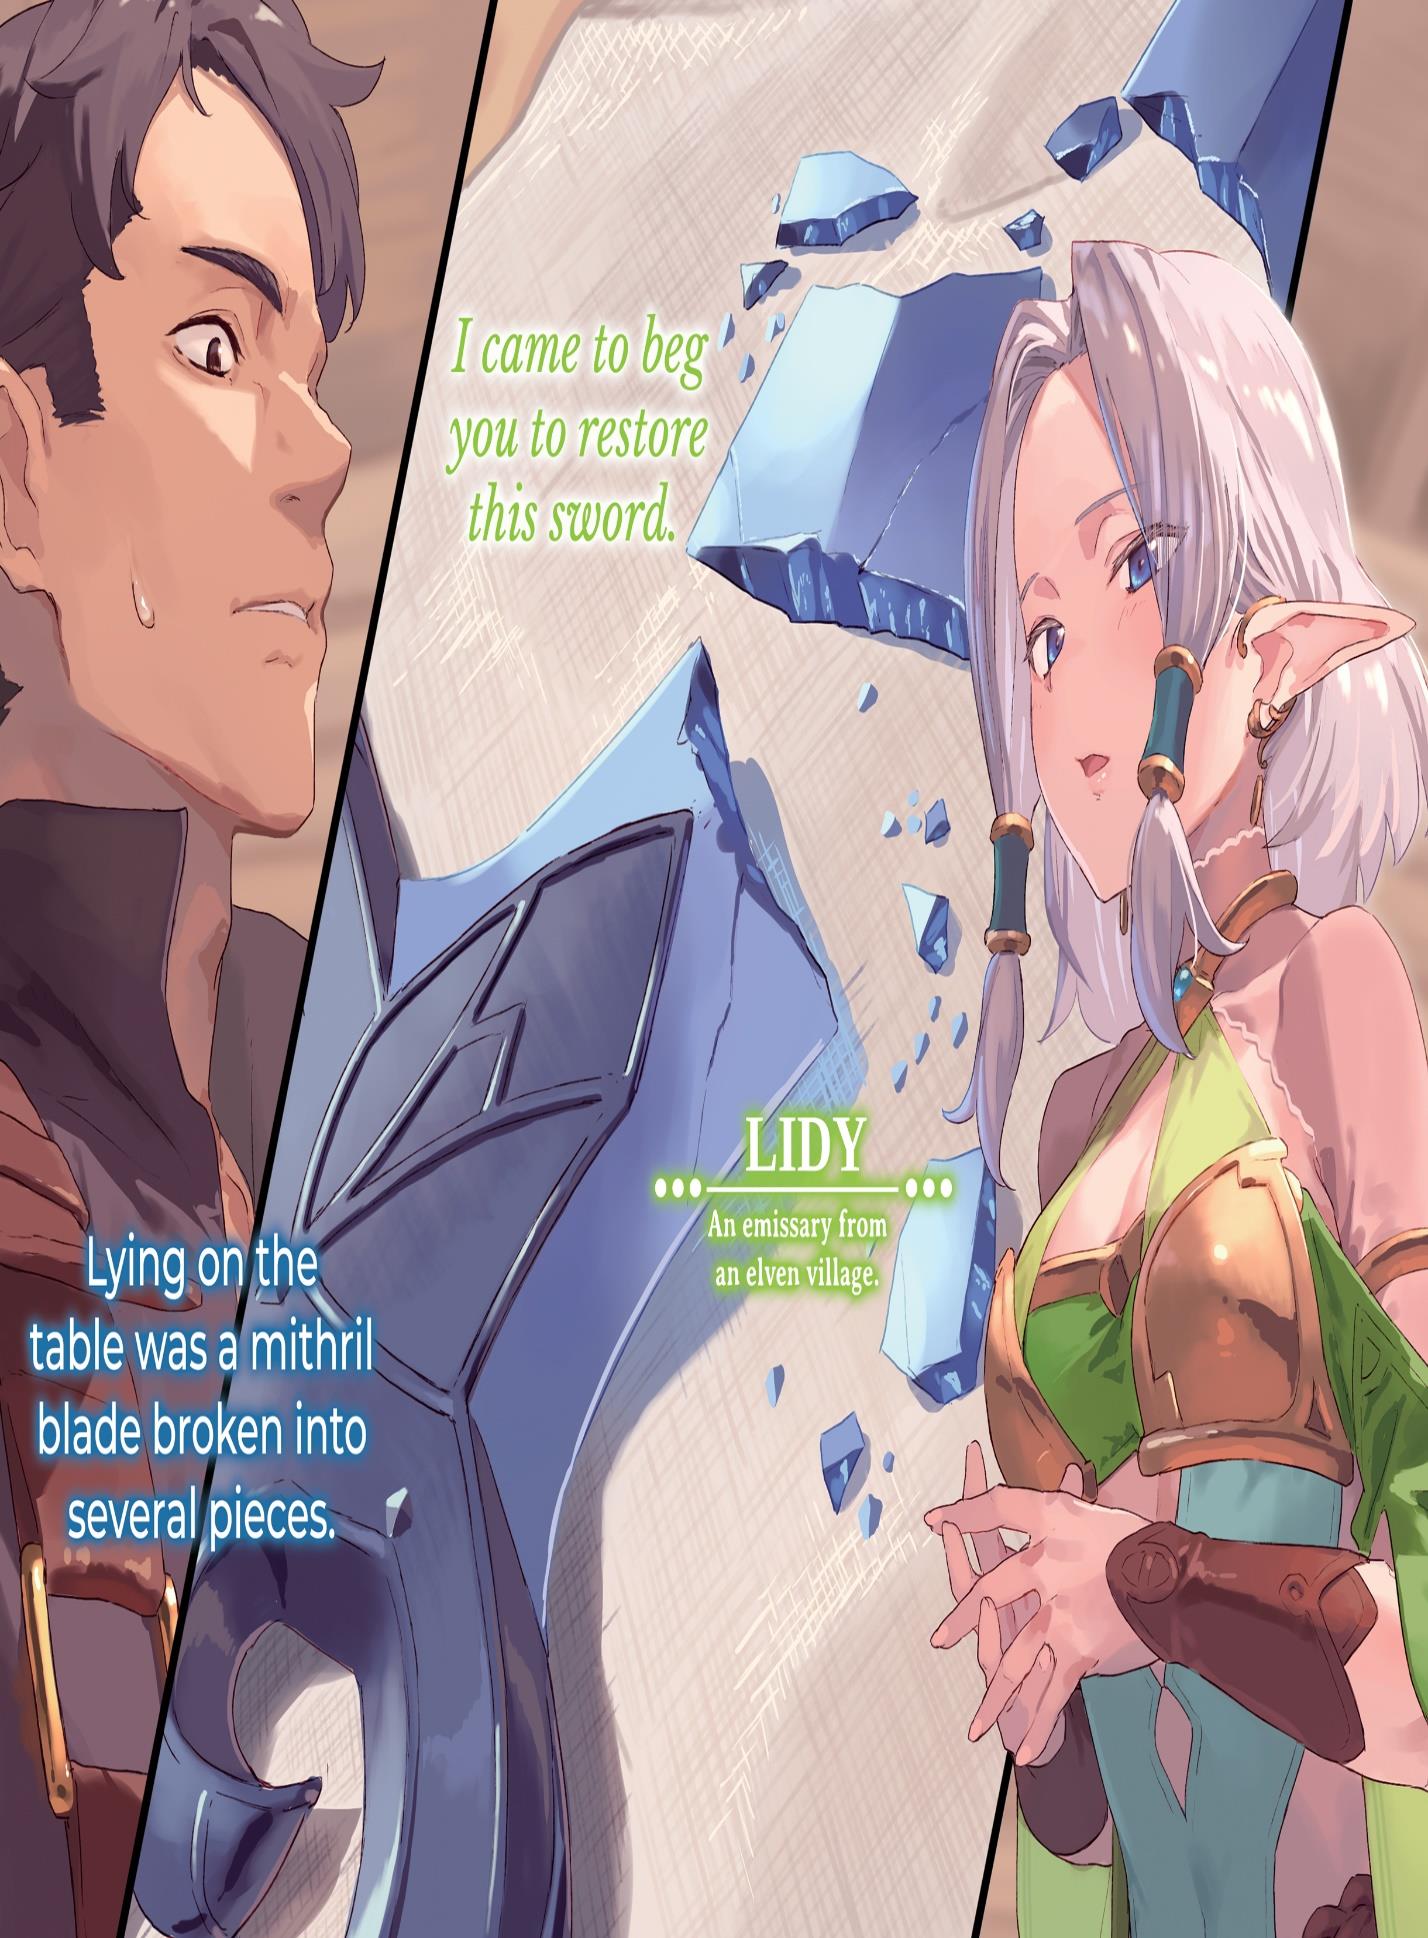 I came to beg
you to restore
this sword.
LIDY
An emissary from
an elven village.
Lying on the
table was a mithril
blade broken into
several pieces.